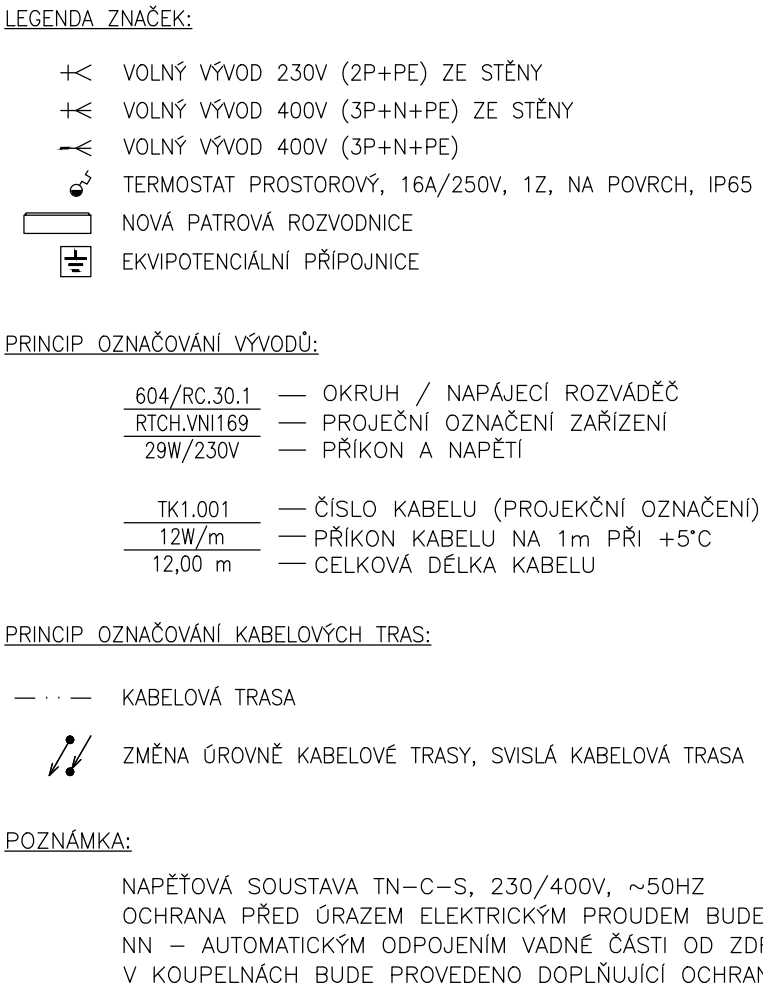 LEGENDA ZNAČEK:
VOLNÝ VÝVOD 230V (2P+PE) ZE STĚNY
VOLNÝ VÝVOD 400V (3P+N+PE) ZE STĚNY
VOLNÝ VÝVOD 400V (3P+N+PE)
TERMOSTAT PROSTOROVÝ, 16A/250V, 1Z, NA POVRCH, IP65
NOVÁ PATROVÁ ROZVODNICE
EKVIPOTENCIÁLNÍ PŘÍPOJNICE
PRINCIP OZNAČOVÁNÍ VÝVODŮ:
604/RC.30.1 — OKRUH / NAPÁJECÍ ROZVÁDĚČ
RTCH.VNI169 — PROJEČNÍ OZNAČENÍ ZAŘÍZENÍ
29W/230V — PŘÍKON A NAPĚTÍ
TK1.001 — ČÍSLO KABELU (PROJEKČNÍ OZNAČENÍ)
12W/m — PŘÍKON KABELU NA 1m PŘI +5°C
12,00 m — CELKOVÁ DÉLKA KABELU
PRINCIP OZNAČOVÁNÍ KABELOVÝCH TRAS:
KABELOVÁ TRASA
ZMĚNA ÚROVNĚ KABELOVÉ TRASY, SVISLÁ KABELOVÁ TRASA
POZNÁMKA:
NAPĚŤOVÁ SOUSTAVA TN-C-S, 230/400V, ~50HZ
OCHRANA PŘED ÚRAZEM ELEKTRICKÝM PROUDEM BUDE
NN - AUTOMATICKÝM ODPOJENÍM VADNÉ ČÁSTI OD
V KOUPELNÁCH BUDE PROVEDENO DOPLŇUJÍCÍ OCHRAN